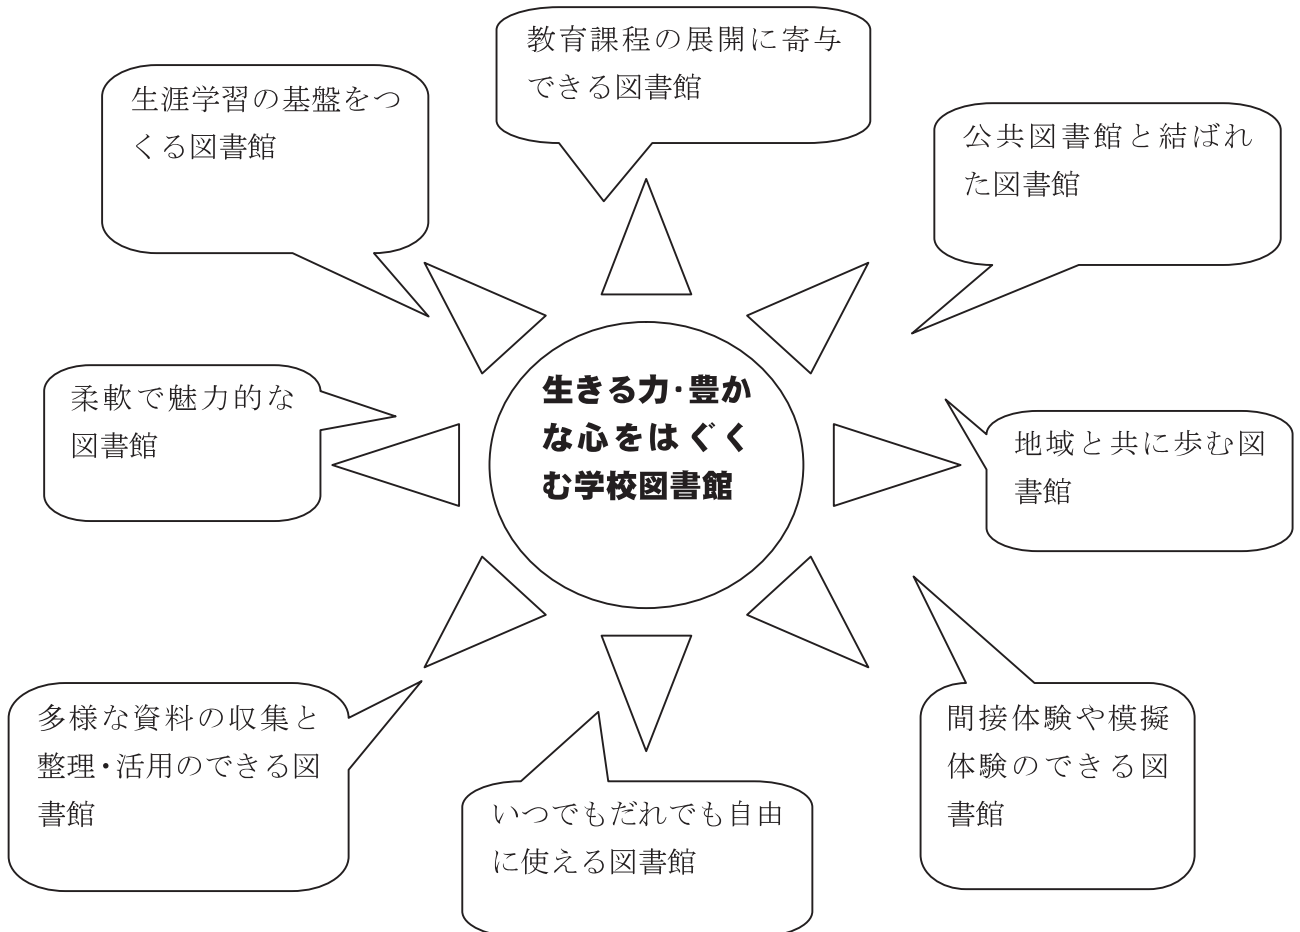 教育課程の展開に寄与
できる図書館
生涯学習の基盤をつ
くる図書館
公共図書館と結ばれ
た図書館
生きる力・豊か
な心をはぐく
む学校図書館
柔軟で魅力的な
図書館
地域と共に歩む図
書館
多様な資料の収集と
整理・活用のできる図
書館
間接体験や模擬
体験のできる図
書館
いつでもだれでも自由
に使える図書館